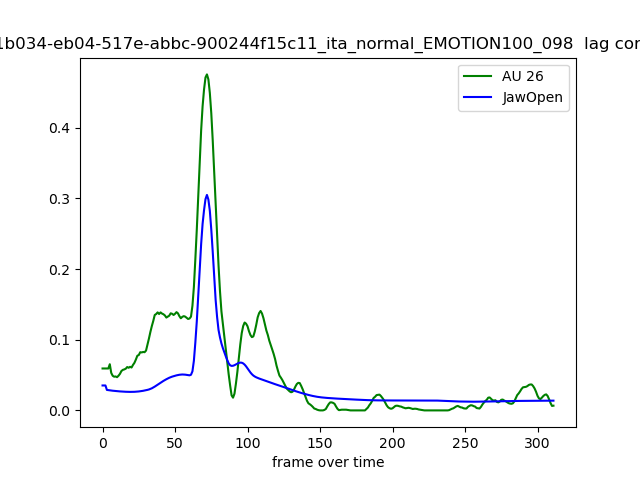 1b034-eb04-517e-abbc-900244f15c11_ita_normal_EMOTION100_098 lag cor
AU 26
JawOpen
0.4
0.3
0.2
0.1
0.0
0 50 100 150 200 250 300
frame over time